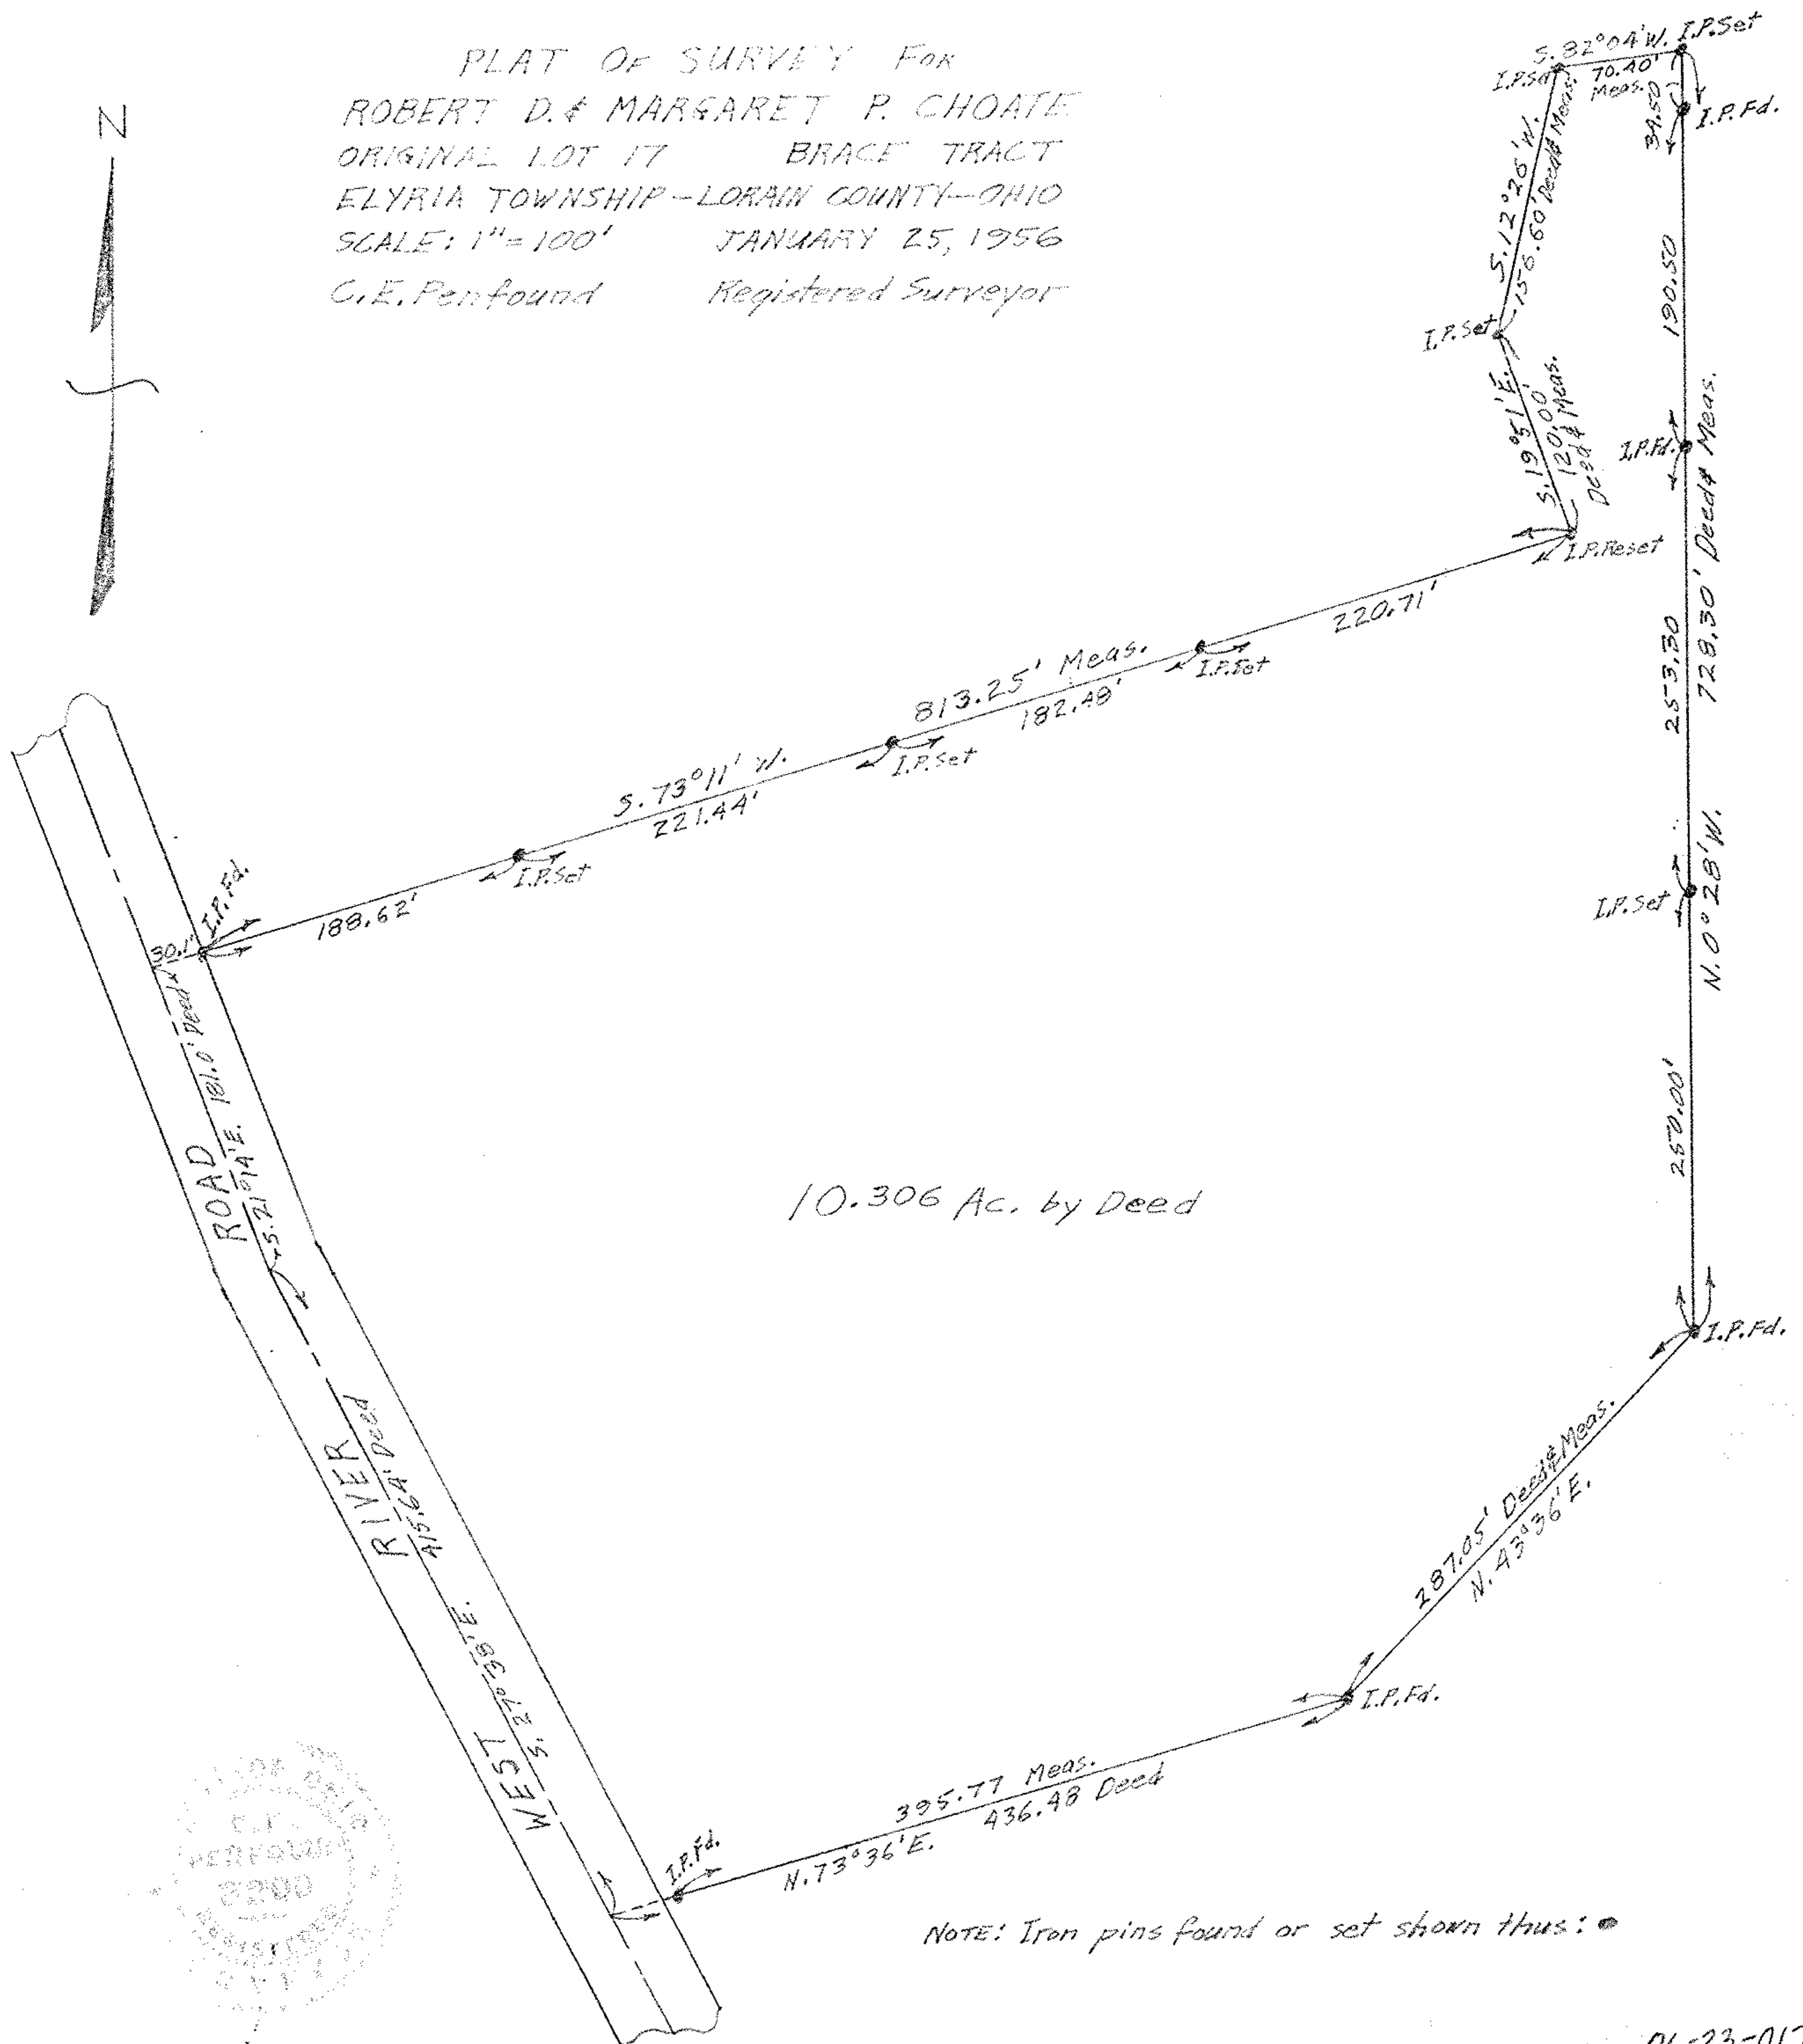 PLAT OF SURVEY FOR
ROBERT D. & MARGARET P. CHOATE
ORIGINAL LOT 17 BRACE TRACT
ELYRIA TOWNSHIP-LORAIN COUNTY-OHIO
SCALE: 1"=100' JANUARY 25, 1956
C.E. Penfound Registered Surveyor
N
S. 82°04' W.
70.40'
Meas.
I.P.Set
I.P.Set
34.50
I.P.Fd.
S. 12°26' W.
156.60' Deed & Meas.
190.50
I.P.Set
S. 19°51' E.
120.00'
Deed & Meas.
I.P.Fd.
I.P.Reset
728.30' Deed & Meas.
253.30
N. 0°28' W.
I.P.Set
250.00'
220.71'
813.25' Meas.
182.48'
I.P.Set
I.P.Set
S. 73°11' W.
221.44'
I.P.Set
188.62'
I.P.Fd.
30.1'
S. 21°14' E. 181.0' Deed
ROAD
10.306 Ac. by Deed
I.P.Fd.
287.05' Deed & Meas.
N. 43°36' E.
RIVER
415.64' Deed
S. 27°38' E.
WEST
I.P.Fd.
395.77 Meas.
436.48 Deed
N. 73°36' E.
I.P.Fd.
C.E.
PENFOUND
REGISTERED
NOTE: Iron pins found or set shown thus: